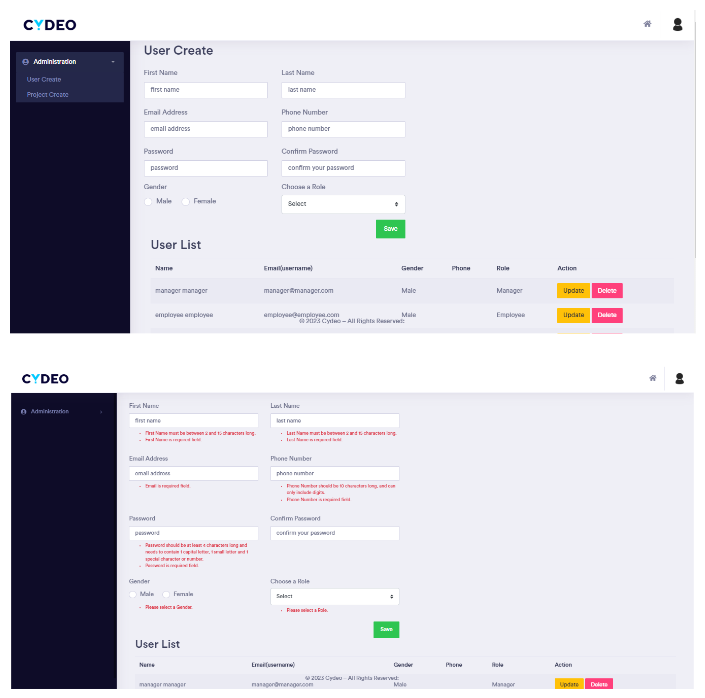 CYDEO
User Create
Administration
First Name Last Name
first name last name
User Create
Project Create
Email Address Phone Number
email address phone number
Password Confirm Password
password confirm your password
Gender Choose a Role
Male Female Select
Save
User List
Name Email(username) Gender Phone Role Action
manager manager manager@manager.com Male Manager Update Delete
employee employee employee@employee.com Male Employee Update Delete
© 2023 Cydeo – All Rights Reserved:
CYDEO
First Name Last Name
Administration
first name last name
First Name must be between 2 and 15 characters long. Last Name must be between 2 and 15 characters long.
First Name is required field. Last Name is required field.
Email Address Phone Number
email address phone number
Email is required field. Phone Number should be 10 characters long, and can
only include digits.
Phone Number is required field.
Password Confirm Password
password confirm your password
Password should be at least 4 characters long and
needs to contain 1 capital letter, 1 small letter and 1
special character or number.
Password is required field.
Gender Choose a Role
Male Female Select
Please select a Gender. Please select a Role.
Save
User List
Name Email(username) Gender Phone Role Action
© 2023 Cydeo – All Rights Reserved:
manager manager manager@manager.com Male Manager Update Delete